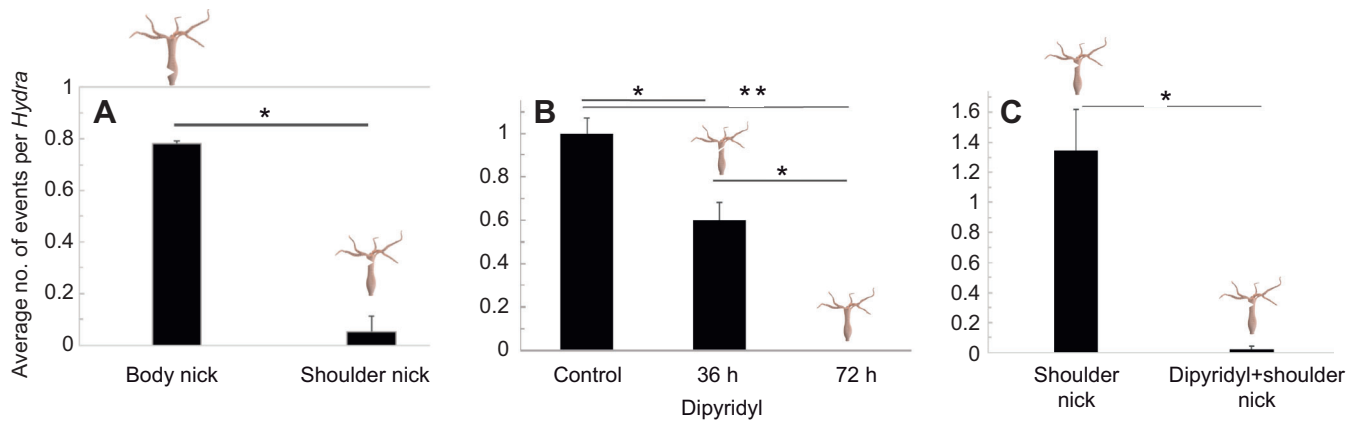 Average no. of events per Hydra
A
*
1
0.8
0.6
0.4
0.2
0
Body nick
Shoulder nick
B
*
**
*
1
0.8
0.6
0.4
0.2
0
Control
36 h
72 h
Dipyridyl
C
*
1.6
1.4
1.2
1
0.8
0.6
0.4
0.2
0
Shoulder
nick
Dipyridyl+shoulder
nick